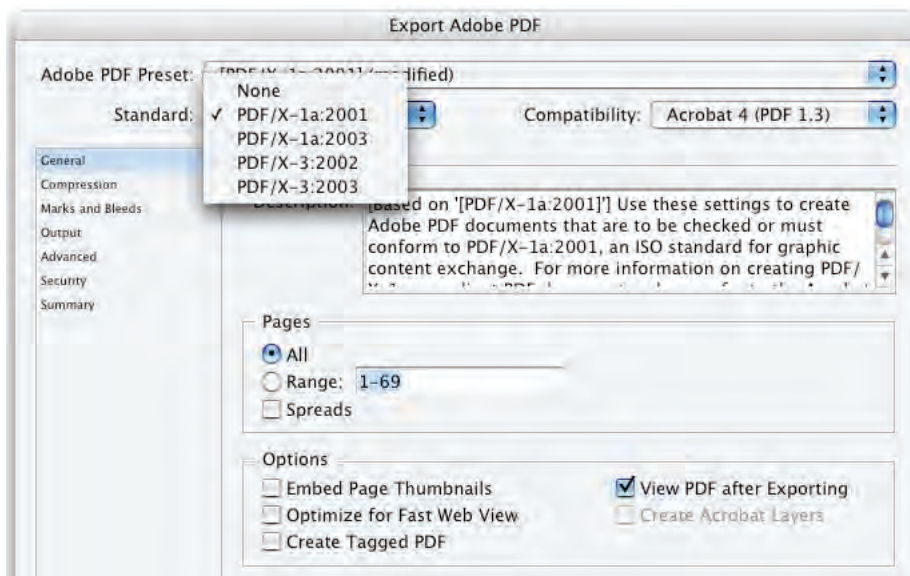 Export Adobe PDF
Adobe PDF Preset: [PDF/X-1a:2001] (modified)
Standard:
None
✓ PDF/X-1a:2001
PDF/X-1a:2003
PDF/X-3:2002
PDF/X-3:2003
Compatibility: Acrobat 4 (PDF 1.3)
General
Compression
Marks and Bleeds
Output
Advanced
Security
Summary
Description: [Based on '[PDF/X-1a:2001]'] Use these settings to create
Adobe PDF documents that are to be checked or must
conform to PDF/X-1a:2001, an ISO standard for graphic
content exchange. For more information on creating PDF/
Pages
All
Range: 1-69
Spreads
Options
Embed Page Thumbnails
Optimize for Fast Web View
Create Tagged PDF
View PDF after Exporting
Create Acrobat Layers